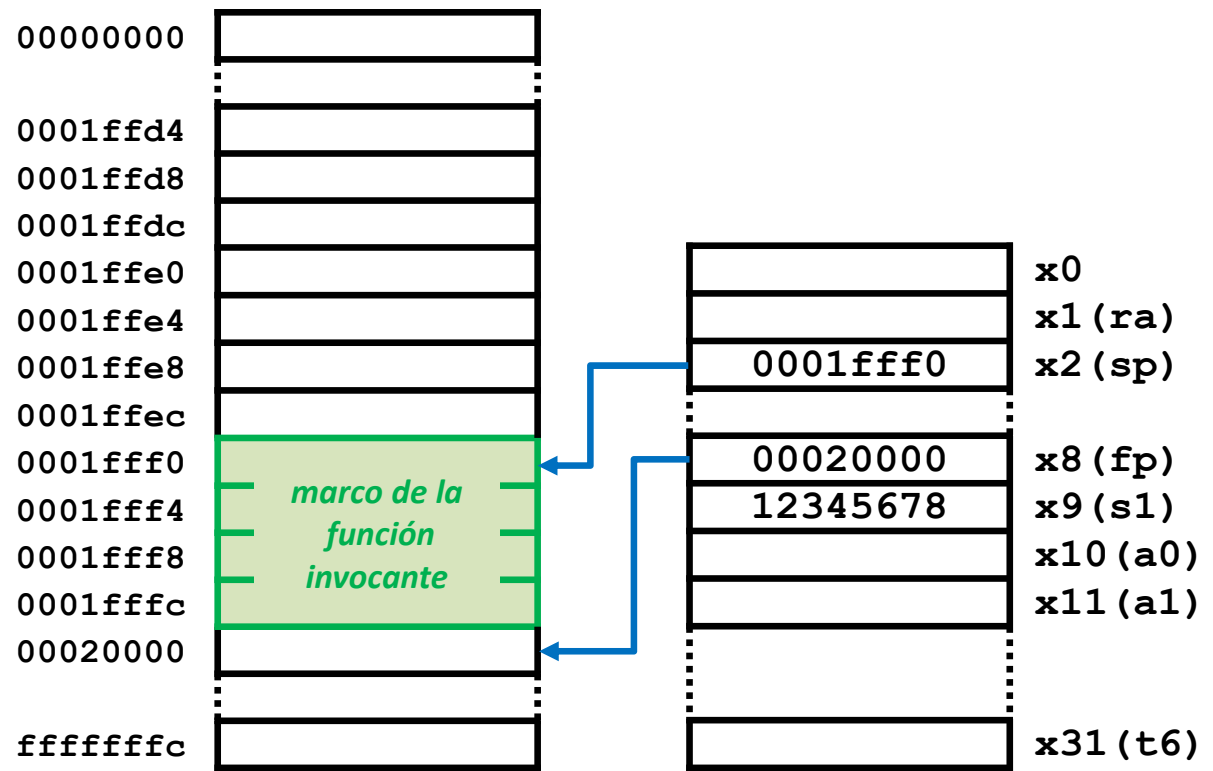 00000000
0001ffd4
0001ffd8
0001ffdc
0001ffe0
0001ffe4
0001ffe8
0001ffec
0001fff0
0001fff4
0001fff8
0001fffc
00020000
fffffffc
marco de la
función
invocante
x0
x1(ra)
0001fff0 x2(sp)
00020000 x8(fp)
12345678 x9(s1)
x10(a0)
x11(a1)
x31(t6)